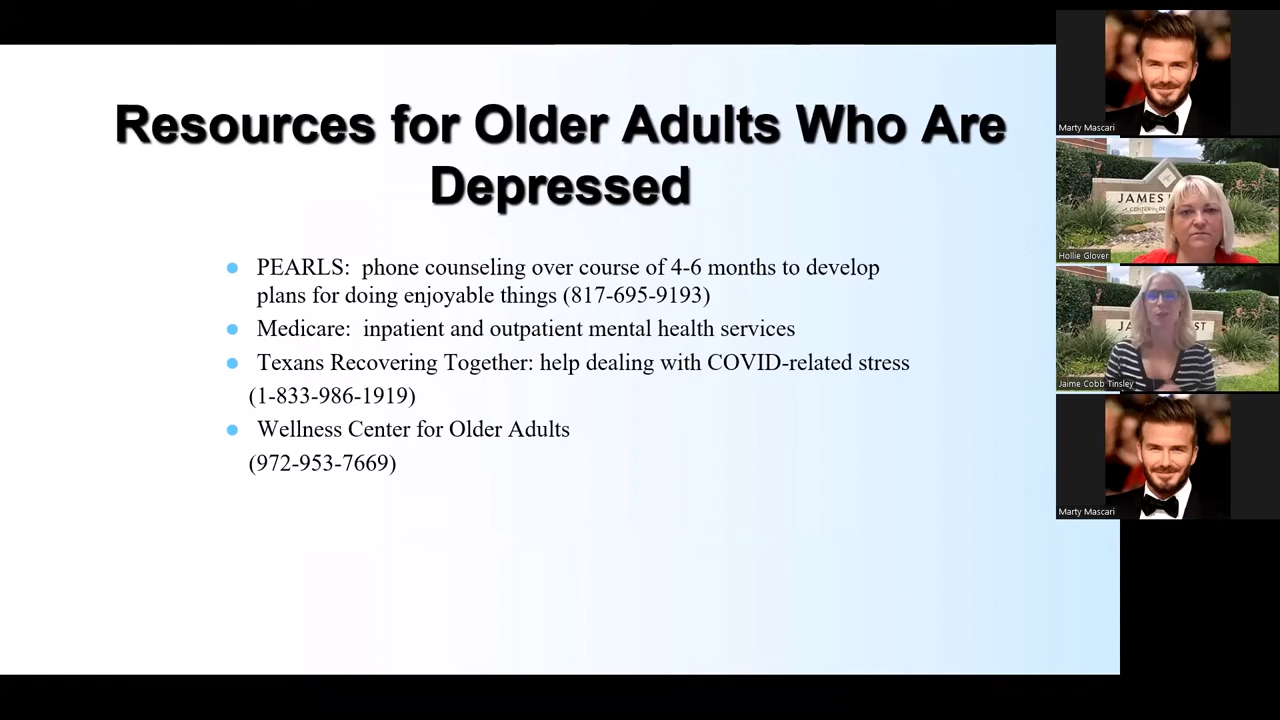 Resources for Older Adults Who Are
Depressed
PEARLS: phone counseling over course of 4-6 months to develop
plans for doing enjoyable things (817-695-9193)
Medicare: inpatient and outpatient mental health services
Texans Recovering Together: help dealing with COVID-related stress
(1-833-986-1919)
Wellness Center for Older Adults
(972-953-7669)
Marty Mascari
JAMES
Hollie Glover
Jaime Cobb Tinsley
Marty Mascari